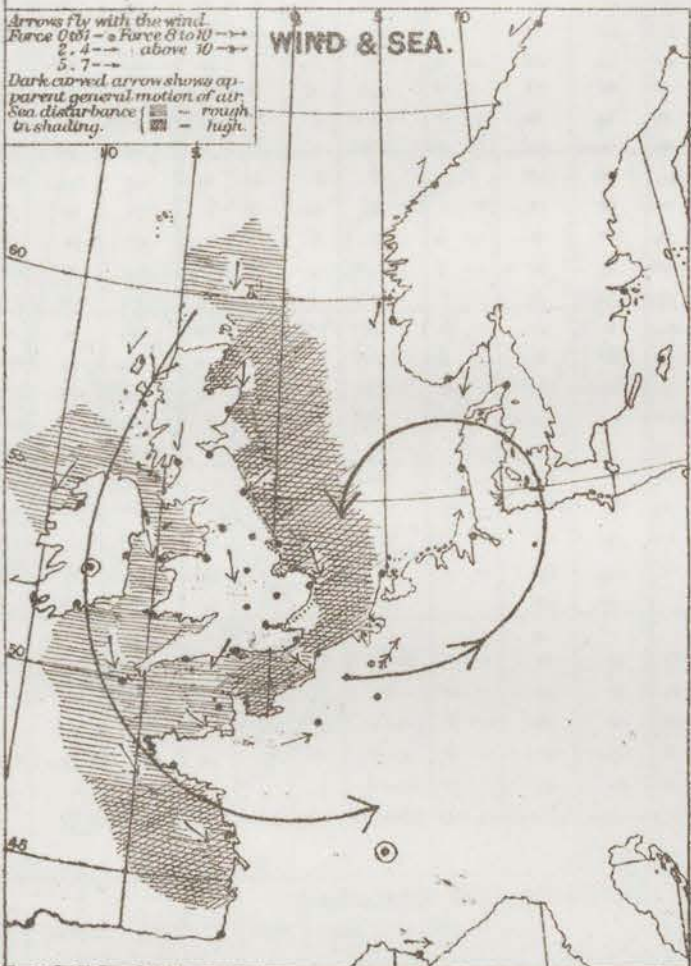 Arrows fly with the wind.
Force 0 to 1 – Force 8 to 10
2 . 4 – above 10
5 . 7 –
Dark curved arrow shows ap-
parent general motion of air.
Sea disturbance { – rough.
in shading. { – high.
WIND & SEA.
0 5 10
10 5
60
50
45